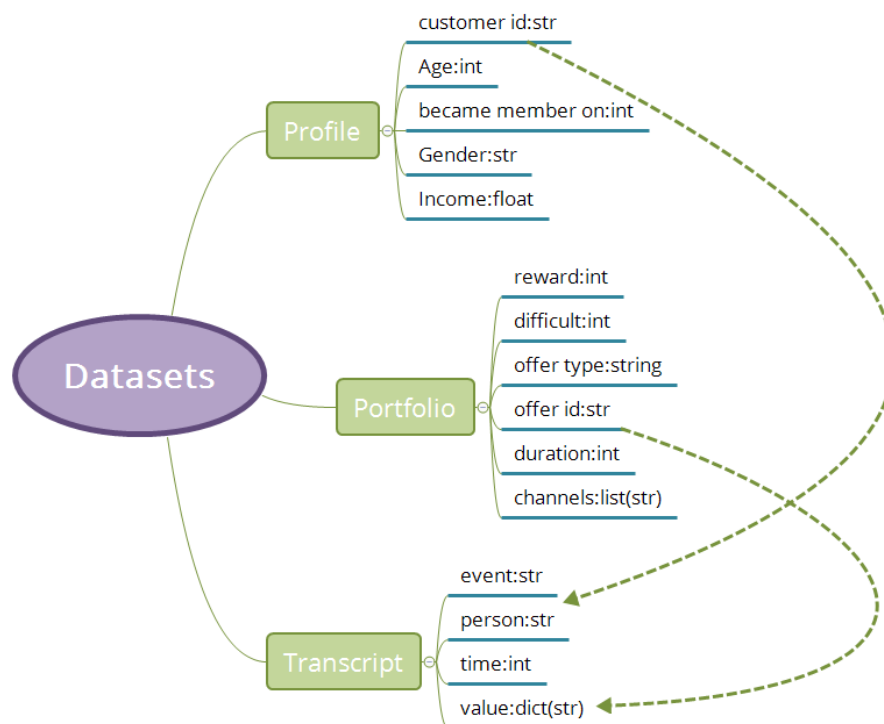 customer id:str
Age:int
became member on:int
Profile
Gender:str
Income:float
reward:int
difficult:int
offer type:string
Datasets
Portfolio
offer id:str
duration:int
channels:list(str)
event:str
person:str
Transcript
time:int
value:dict(str)